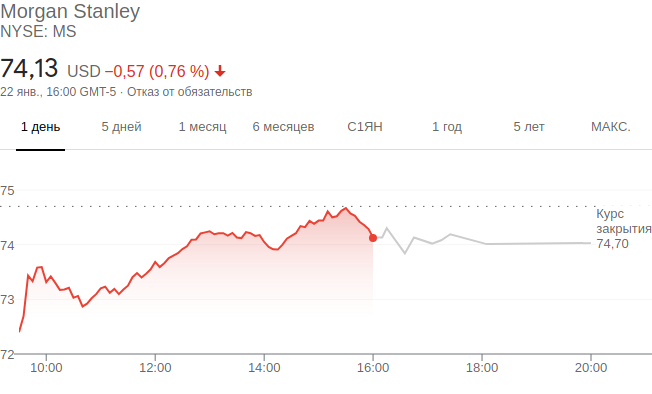 Morgan Stanley
NYSE: MS
74,13 USD −0,57 (0,76 %)
22 янв., 16:00 GMT-5 · Отказ от обязательств
1 день 5 дней 1 месяц 6 месяцев С1ЯН 1 год 5 лет МАКС.
75
Курс
закрытия
74 74,70
73
72
10:00 12:00 14:00 16:00 18:00 20:00